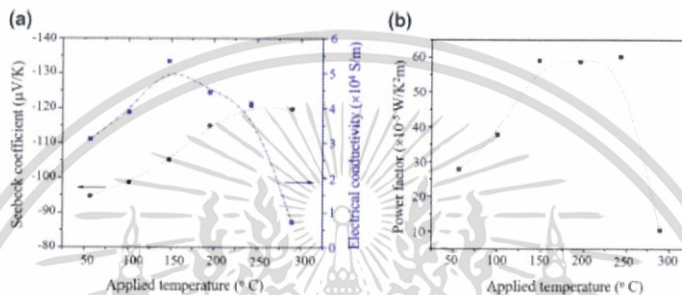 (a)
Seebeck coefficient (µV/K)
-140
-130
-120
-110
-100
-90
-80
50 100 150 200 250 300
Applied temperature (° C)
6
5
4
3
2
1
0
Electrical conductivity (×10⁴ S/m)
(b)
Power factor (×10⁻⁵ W/K²m)
60
50
40
30
20
10
50 100 150 200 250 300
Applied temperature (° C)